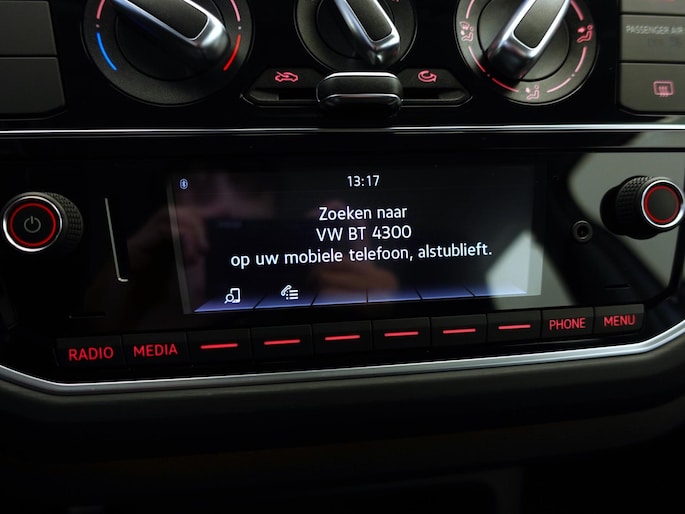 PASSENGER AIR
13:17
Zoeken naar
VW BT 4300
op uw mobiele telefoon, alstublieft.
RADIO MEDIA PHONE MENU